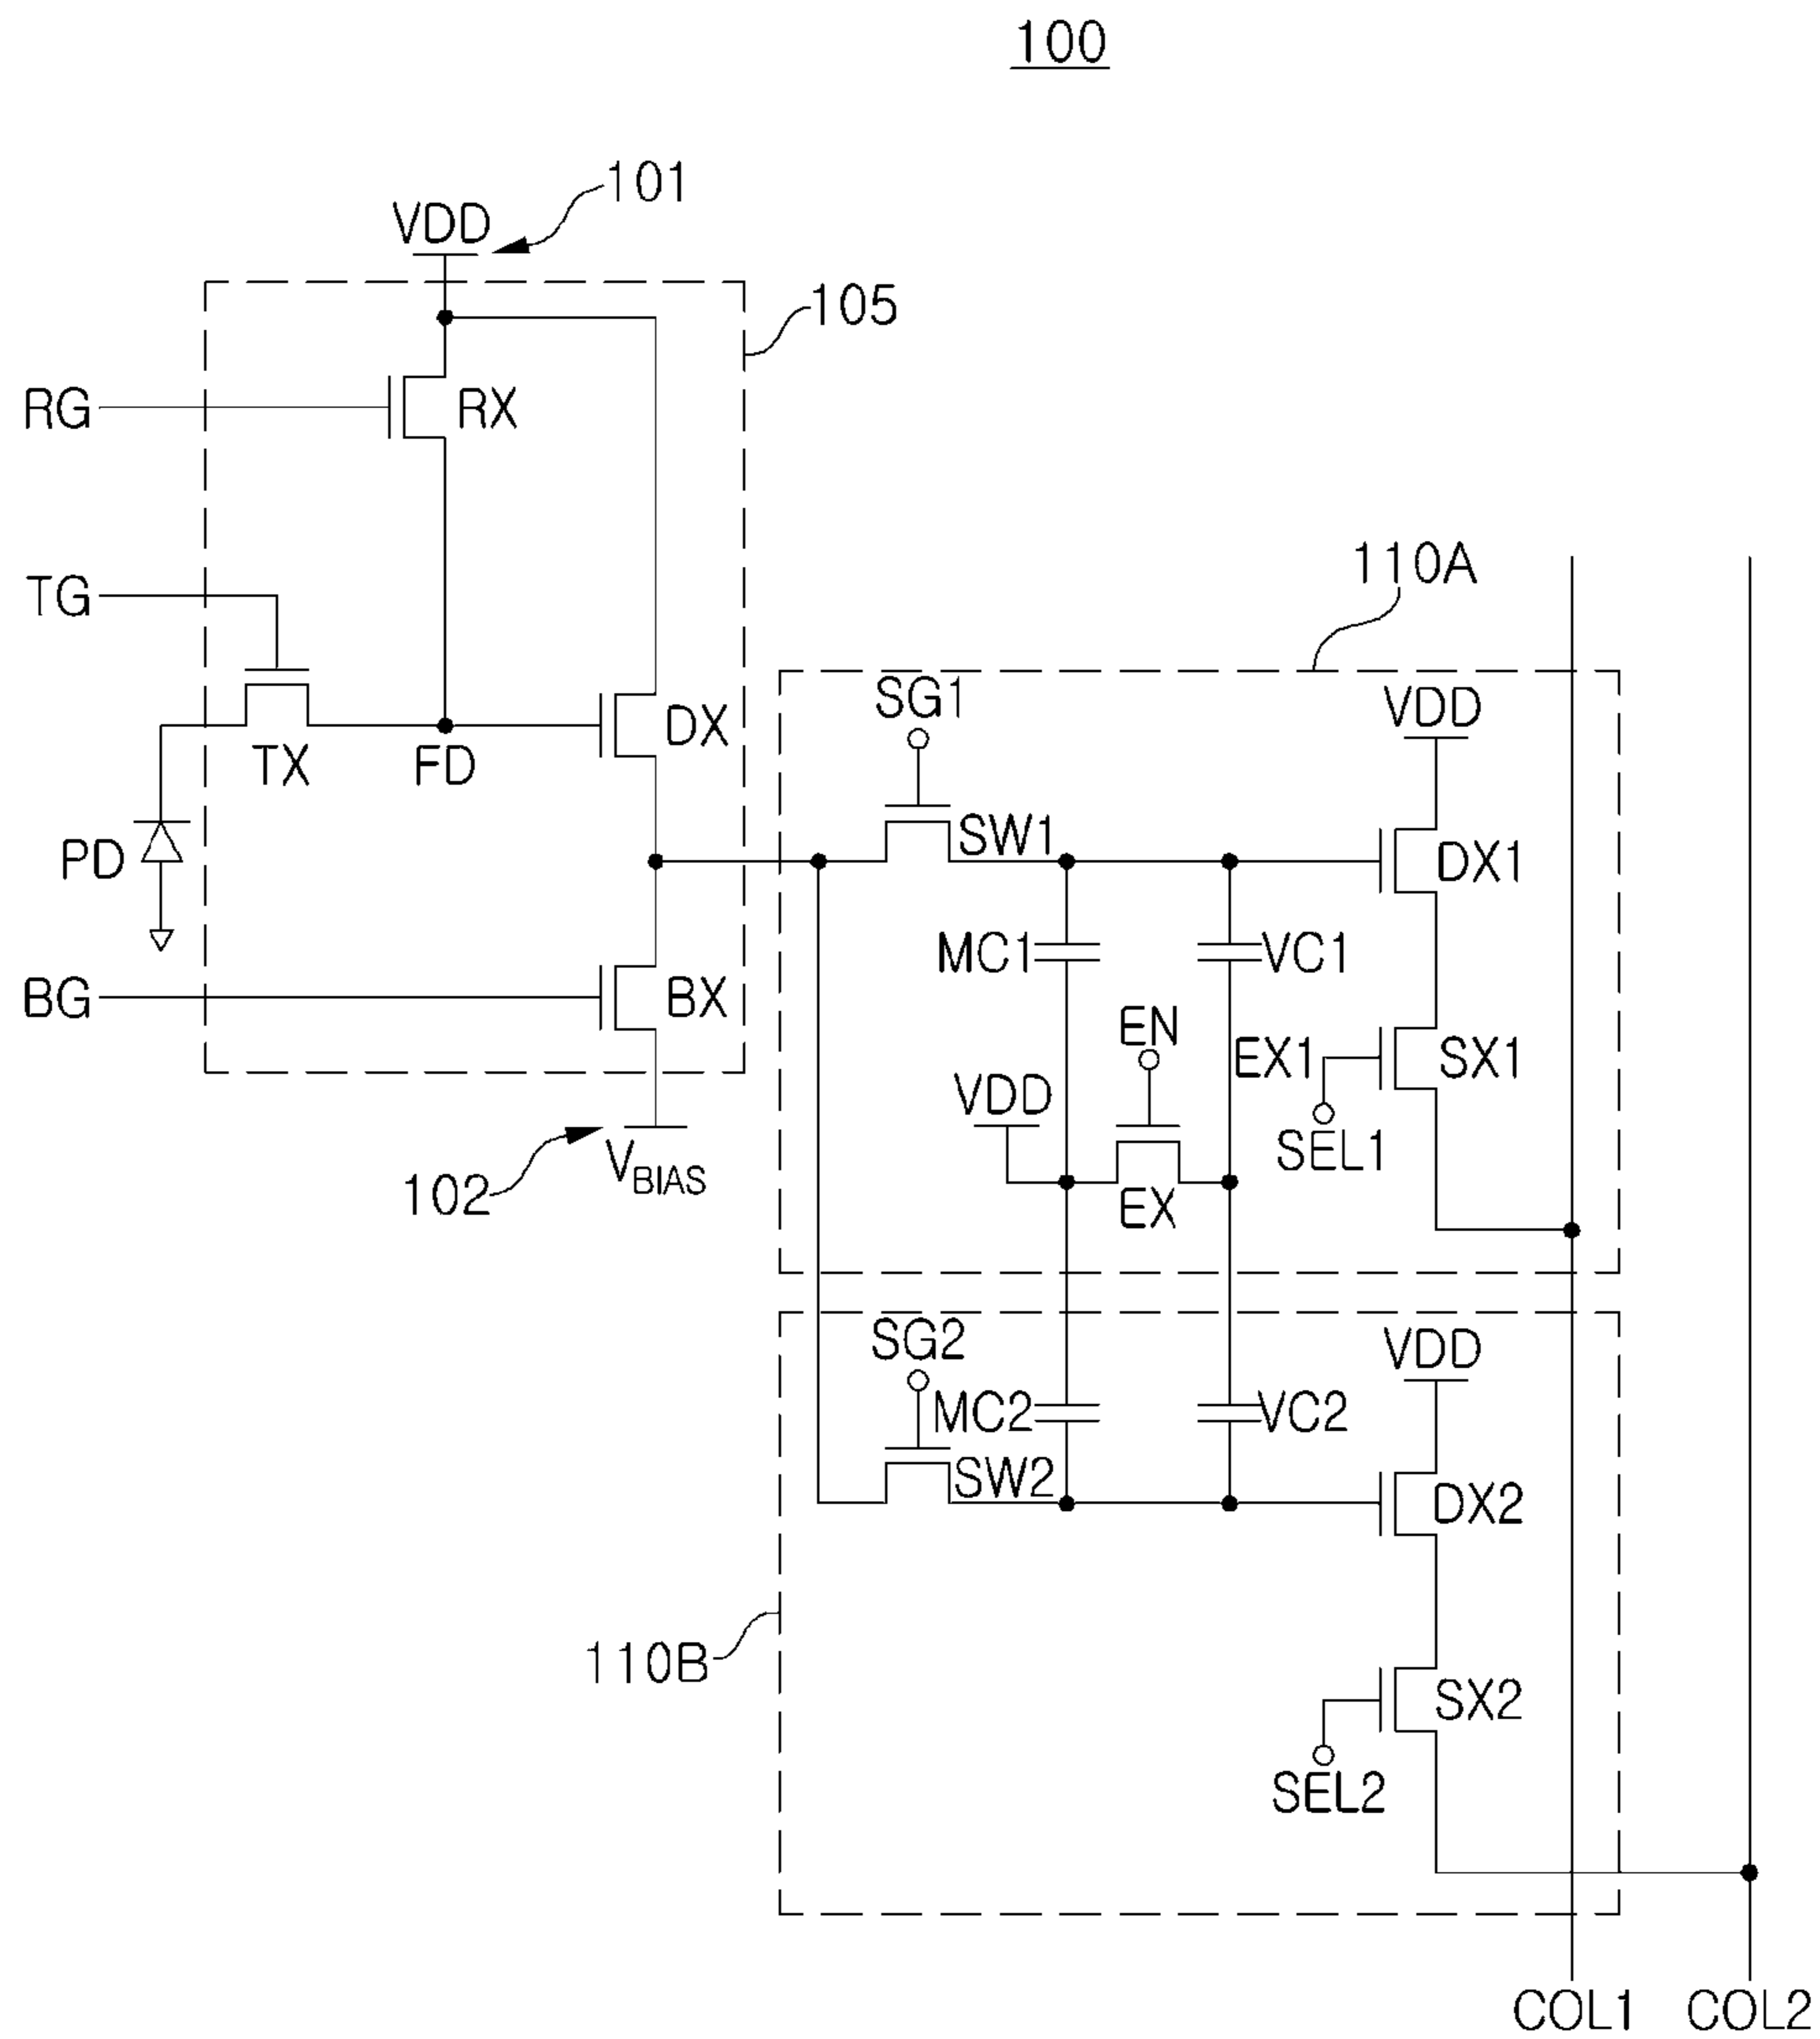 100
101
VDD
105
RG
RX
TG
110A
SG1
VDD
TX
FD
DX
SW1
PD
DX1
MC1
VC1
BG
BX
EN
EX1
SX1
VDD
SEL1
102
VBIAS
EX
SG2
VDD
MC2
VC2
SW2
DX2
110B
SX2
SEL2
COL1
COL2